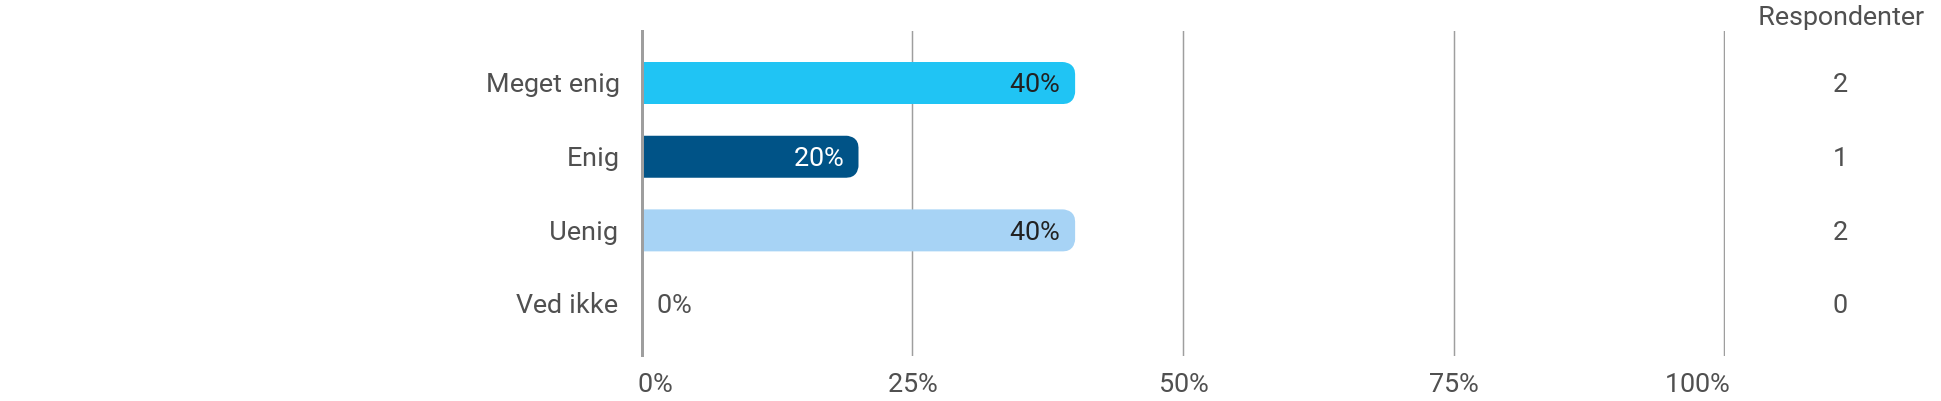 Respondenter
Meget enig 40% 2
Enig 20% 1
Uenig 40% 2
Ved ikke 0% 0
0% 25% 50% 75% 100%